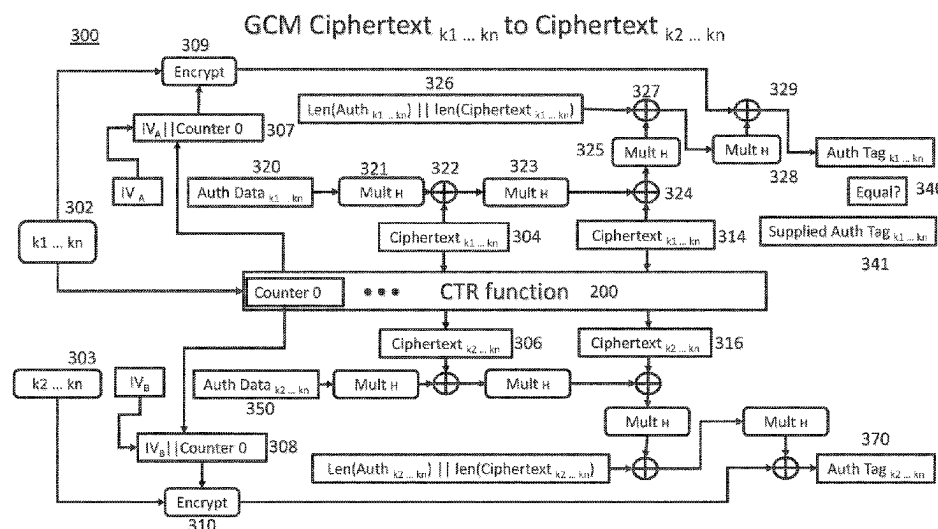 GCM Ciphertext k1 ... kn to Ciphertext k2 ... kn
300
309
Encrypt
326
327
329
Len(Auth k1 ... kn) || len(Ciphertext k1 ... kn)
IVA||Counter 0
307
325
Mult H
Mult H
Auth Tag k1 ... kn
320
321
322
323
328
Auth Data k1 ... kn
Mult H
Mult H
324
IVA
Equal?
340
302
k1 ... kn
Ciphertext k1 ... kn
304
Ciphertext k1 ... kn
314
Supplied Auth Tag k1 ... kn
341
Counter 0
•••
CTR function
200
Ciphertext k2 ... kn
306
Ciphertext k2 ... kn
316
303
k2 ... kn
IVB
Auth Data k2 ... kn
Mult H
Mult H
350
Mult H
Mult H
IVB||Counter 0
308
370
Len(Auth k2 ... kn) || len(Ciphertext k2 ... kn)
Auth Tag k2 ... kn
Encrypt
310